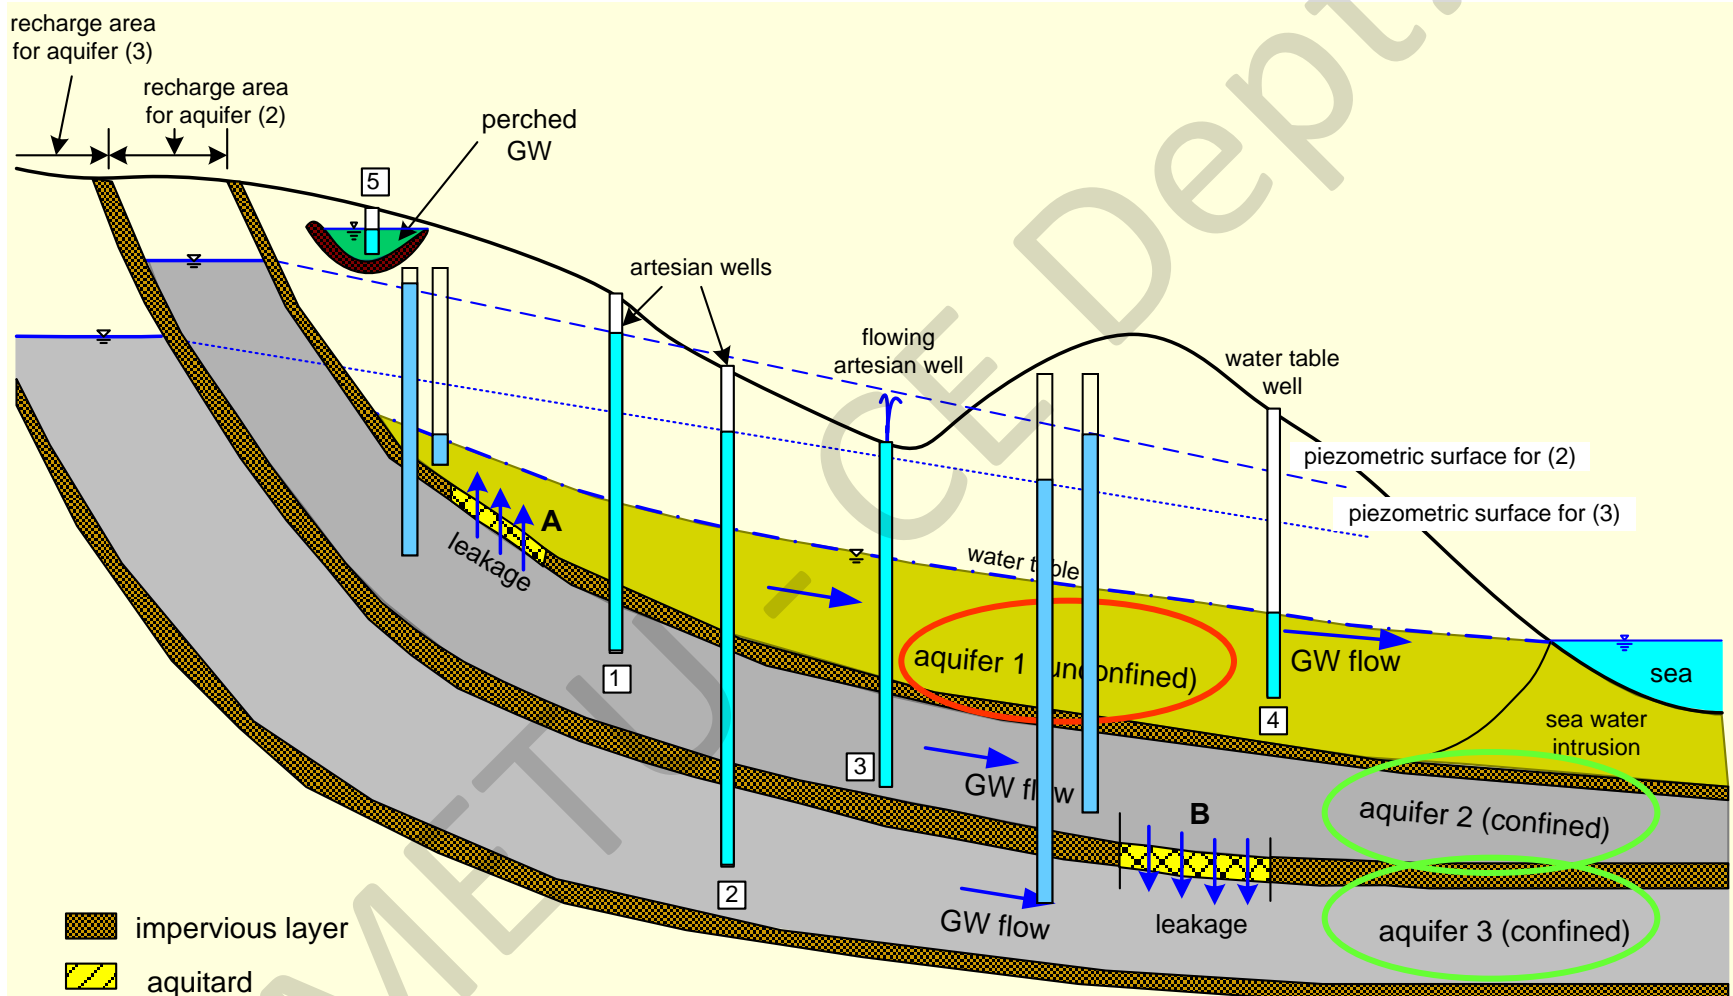 recharge area
for aquifer (3)
recharge area
for aquifer (2)
perched
GW
5
artesian wells
flowing
artesian well
water table
well
piezometric surface for (2)
piezometric surface for (3)
A
leakage
water table
aquifer 1 (unconfined)
GW flow
sea
1
4
sea water
intrusion
3
GW flow
aquifer 2 (confined)
B
2
GW flow
leakage
aquifer 3 (confined)
impervious layer
aquitard
METU - CE Dept.